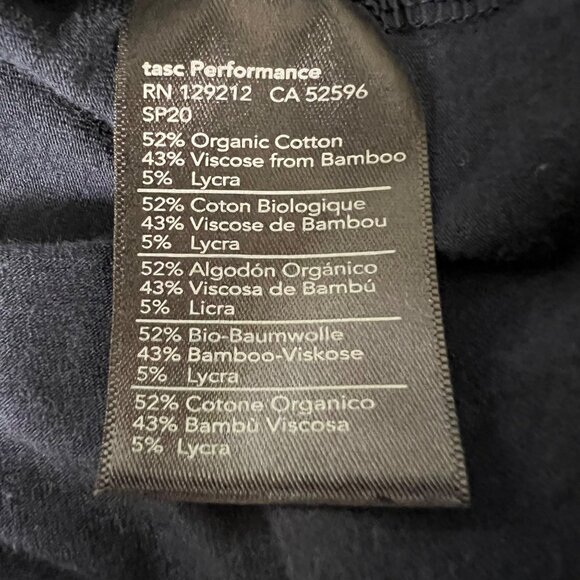 tasc Performance
RN 129212 CA 52596
SP20
52% Organic Cotton
43% Viscose from Bamboo
5% Lycra
52% Coton Biologique
43% Viscose de Bambou
5% Lycra
52% Algodón Orgánico
43% Viscosa de Bambú
5% Licra
52% Bio-Baumwolle
43% Bamboo-Viskose
5% Lycra
52% Cotone Organico
43% Bambù Viscosa
5% Lycra